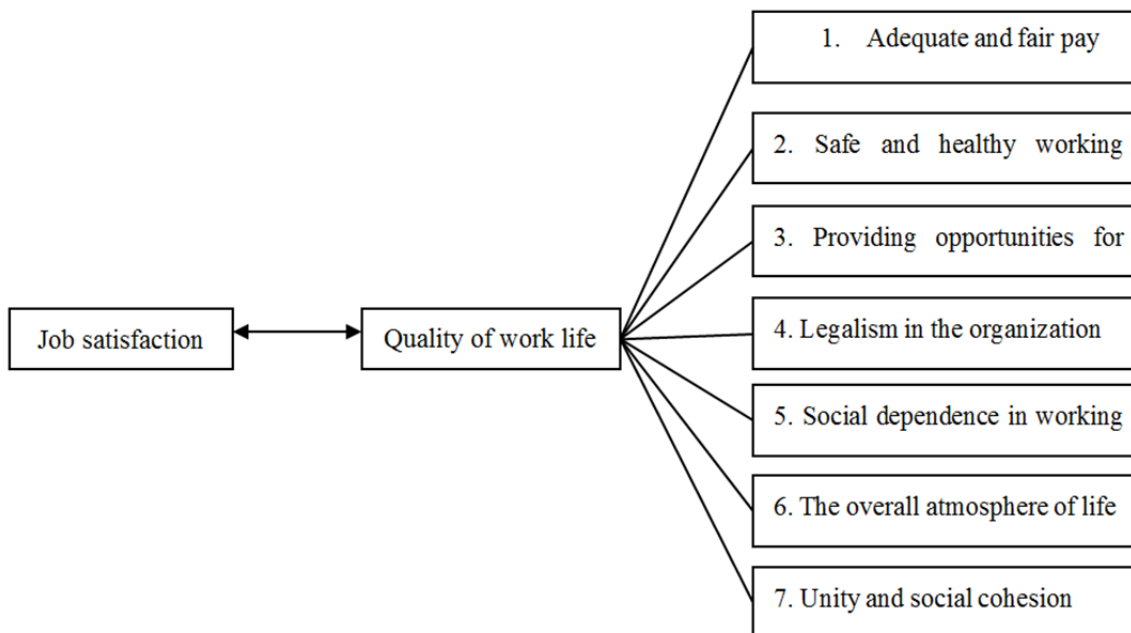 Job satisfaction
Quality of work life
1. Adequate and fair pay
2. Safe and healthy working
3. Providing opportunities for
4. Legalism in the organization
5. Social dependence in working
6. The overall atmosphere of life
7. Unity and social cohesion